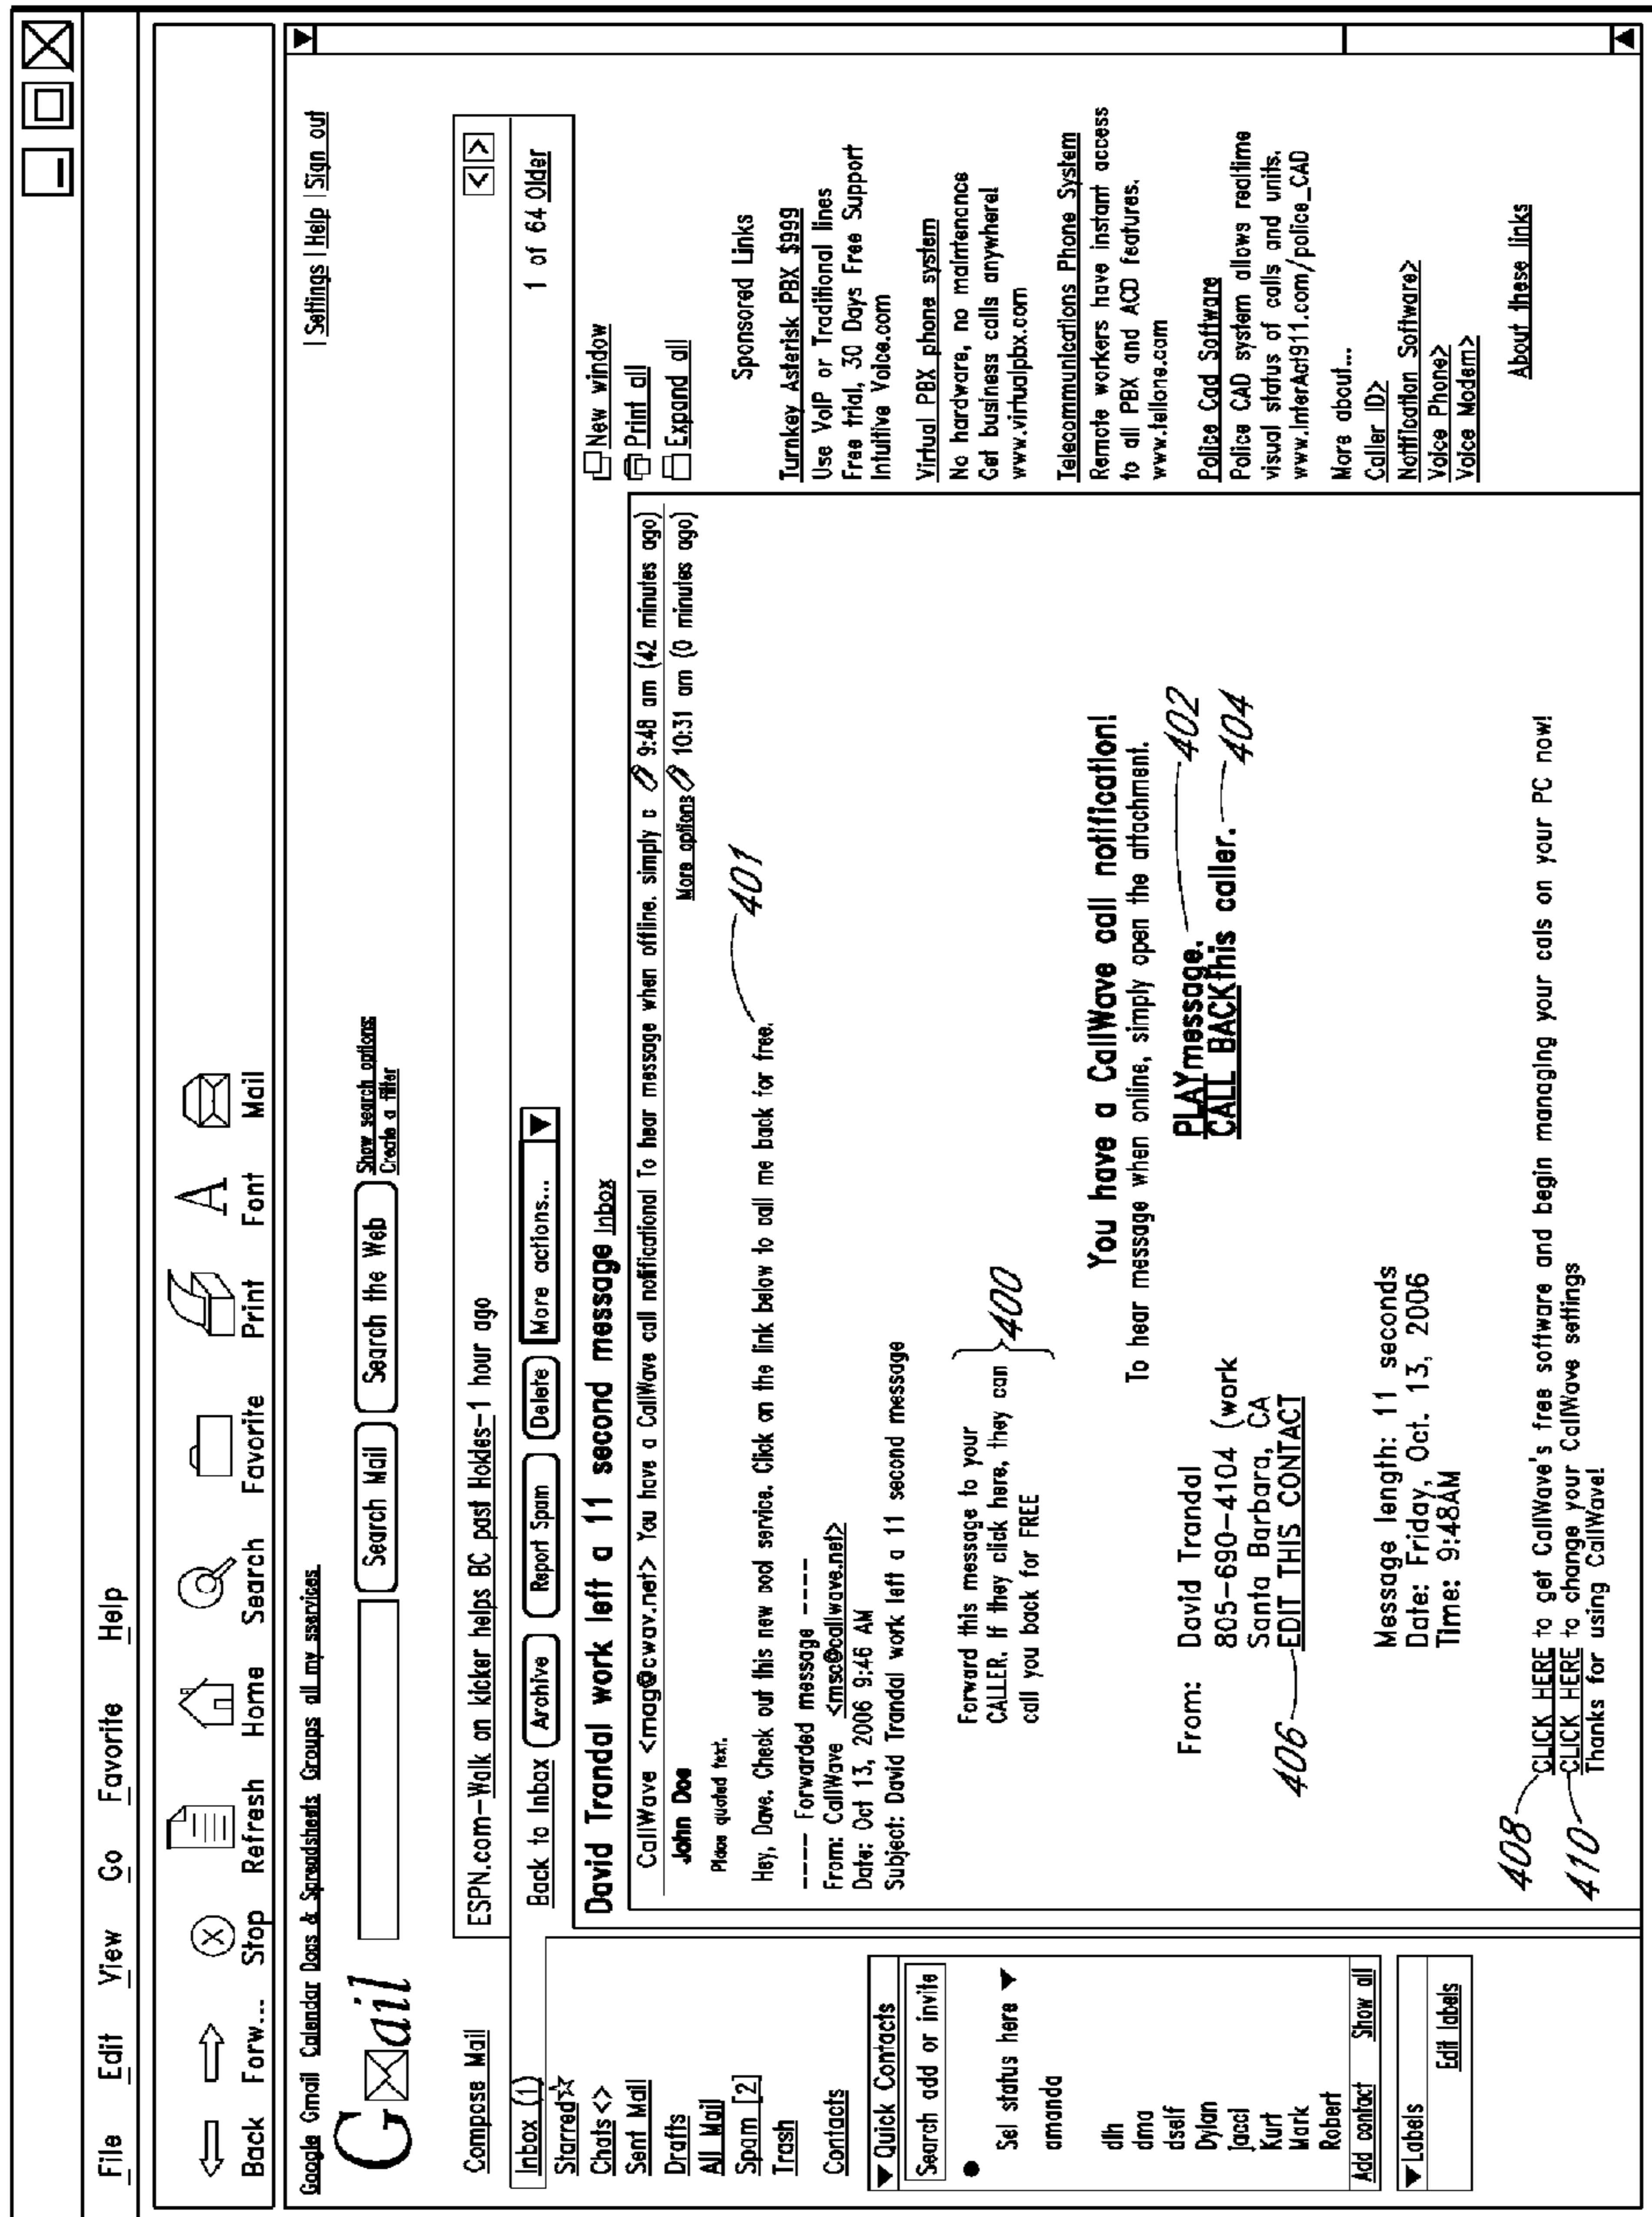 File Edit View Go Favorite Help
Back Forw... Stop Refresh Home Search Favorite Print Font Mail
Google Gmail Calendar Docs & Spreadsheets Groups all my sservices
| Settings | Help | Sign out
Gmail
Search Mail
Search the Web
Show search options:
Create a filter
Compose Mail
Inbox (1)
Starred☆
Chats<>
Sent Mail
Drafts
All Mail
Spam [2]
Trash
Contacts
▼ Quick Contacts
Search add or invite
● Sel status here ▼
amanda
dlh
dma
dself
Dylan
jacci
Kurt
Mark
Robert
Add contact Show all
▼ Labels
Edit labels
ESPN.com-Walk on kicker helps BC past Hokles-1 hour ago < >
Back to Inbox Archive Report Spam Delete More actions... ▼ 1 of 64 Older
David Trandal work left a 11 second message Inbox
CallWave <mag@cwav.net> You have a CallWave call notificational To hear message when offline. simply c 9:48 am (42 minutes ago)
John Doe More options 10:31 am (0 minutes ago)
quoted text.
Hey, Dave. Check out this new cool service. Click on the link below to call me back for free. 401
---- Forwarded message ----
From: CallWave <msc@callwave.net>
Date: Oct 13, 2006 9:46 AM
Subject: David Trandal work left a 11 second message
Forward this message to your
CALLER. If they click here, they can
call you back for FREE
400
You have a CallWave call notification!
To hear message when online, simply open the attachment.
PLAYmessage. 402
CALL BACKthis caller. 404
From: David Trandal
805-690-4104 (work
Santa Barbara, CA
406 EDIT THIS CONTACT
Message length: 11 seconds
Date: Friday, Oct. 13, 2006
Time: 9:48AM
408 CLICK HERE to get CallWave's free software and begin managing your cals on your PC now!
410 CLICK HERE to change your CallWave settings
Thanks for using CallWave!
New window
Print all
Expand all
Sponsored Links
Turnkey Asterisk PBX $999
Use VoIP or Traditional lines
Free trial, 30 Days Free Support
Intuitive Voice.com
Virtual PBX phone system
No hardware, no maintenance
Get business calls anywhere!
www.virtualpbx.com
Telecommunications Phone System
Remote workers have instant access
to all PBX and ACD features.
www.tellone.com
Police Cad Software
Police CAD system allows realtime
visual status of calls and units.
www.InterAct911.com/police_CAD
More about...
Caller ID>
Notification Software>
Voice Phone>
Voice Modem>
About these links